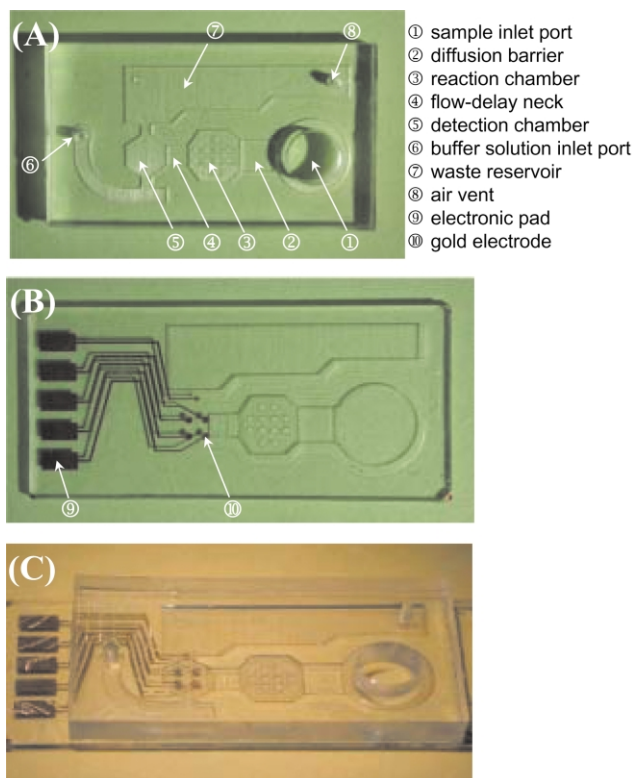 (A)
⑦ ⑧
⑥
⑤ ④ ③ ② ①
① sample inlet port
② diffusion barrier
③ reaction chamber
④ flow-delay neck
⑤ detection chamber
⑥ buffer solution inlet port
⑦ waste reservoir
⑧ air vent
⑨ electronic pad
⑩ gold electrode
(B)
⑨ ⑩
(C)